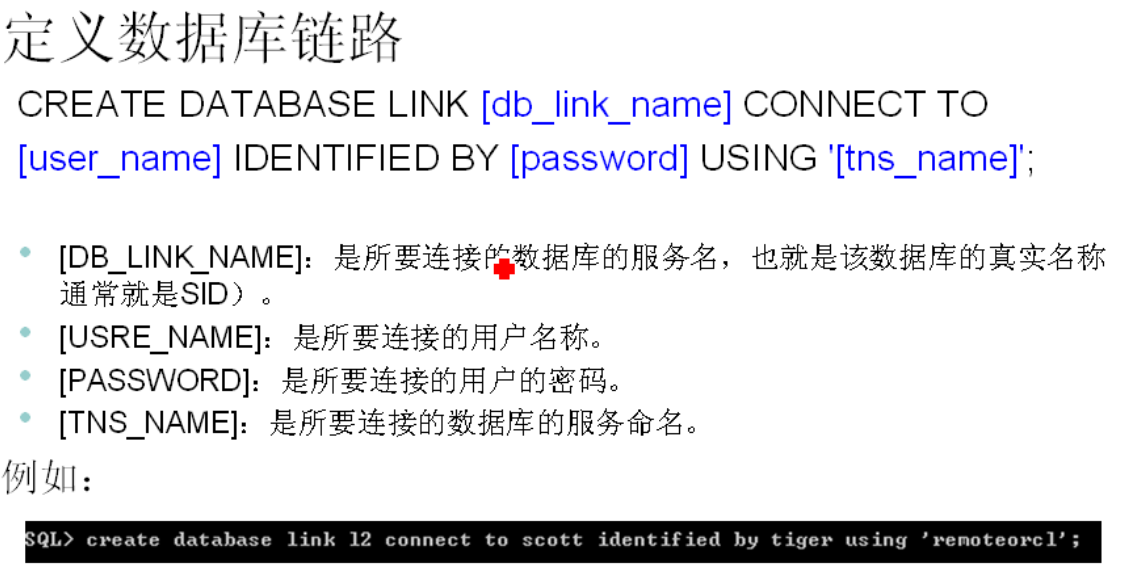 定义数据库链路
CREATE DATABASE LINK [db_link_name] CONNECT TO
[user_name] IDENTIFIED BY [password] USING '[tns_name]';
• [DB_LINK_NAME]：是所要连接的数据库的服务名，也就是该数据库的真实名称
通常就是SID）。
• [USRE_NAME]：是所要连接的用户名称。
• [PASSWORD]：是所要连接的用户的密码。
• [TNS_NAME]：是所要连接的数据库的服务命名。
例如：
SQL> create database link l2 connect to scott identified by tiger using 'remoteorcl';